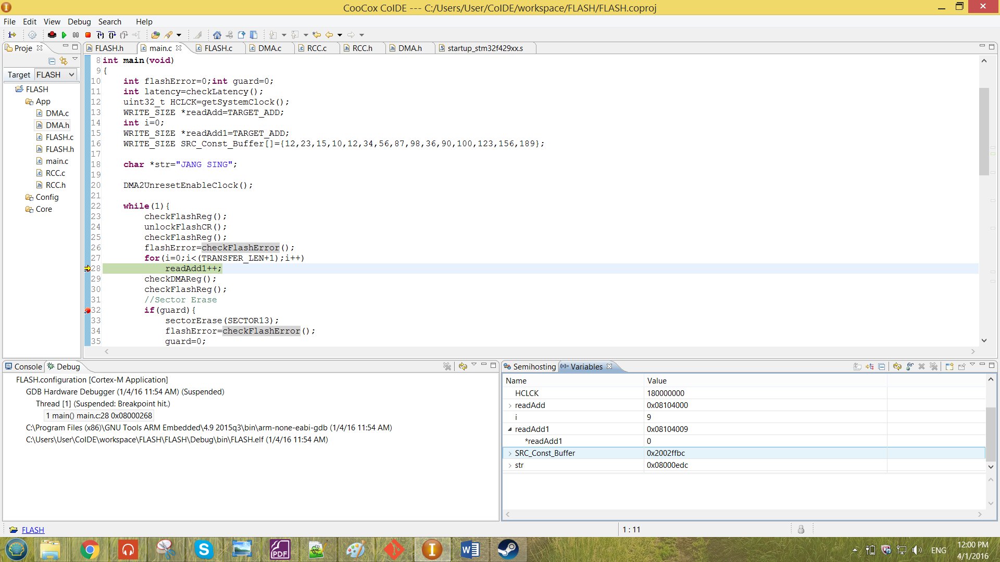 CooCox CoIDE --- C:/Users/User/CoIDE/workspace/FLASH/FLASH.coproj
File Edit View Debug Search Help
Proje
FLASH.h main.c FLASH.c DMA.c RCC.c RCC.h DMA.h startup_stm32f429xx.s
Target FLASH
FLASH
App
DMA.c
DMA.h
FLASH.c
FLASH.h
main.c
RCC.c
RCC.h
Config
Core
8 int main(void)
9 {
10 int flashError=0;int guard=0;
11 int latency=checkLatency();
12 uint32_t HCLCK=getSystemClock();
13 WRITE_SIZE *readAdd=TARGET_ADD;
14 int i=0;
15 WRITE_SIZE *readAdd1=TARGET_ADD;
16 WRITE_SIZE SRC_Const_Buffer[]={12,23,15,10,12,34,56,87,98,36,90,100,123,156,189};
17
18 char *str="JANG SING";
19
20 DMA2UnresetEnableClock();
21
22 while(1){
23 checkFlashReg();
24 unlockFlashCR();
25 checkFlashReg();
26 flashError=checkFlashError();
27 for(i=0;i<(TRANSFER_LEN+1);i++)
28 readAdd1++;
29 checkDMAReg();
30 checkFlashReg();
31 //Sector Erase
32 if(guard){
33 sectorErase(SECTOR13);
34 flashError=checkFlashError();
35 guard=0;
Console Debug
FLASH.configuration [Cortex-M Application]
GDB Hardware Debugger (1/4/16 11:54 AM) (Suspended)
Thread [1] (Suspended: Breakpoint hit.)
1 main() main.c:28 0x08000268
C:\Program Files (x86)\GNU Tools ARM Embedded\4.9 2015q3\bin\arm-none-eabi-gdb (1/4/16 11:54 AM)
C:\Users\User\CoIDE\workspace\FLASH\FLASH\Debug\bin\FLASH.elf (1/4/16 11:54 AM)
Semihosting (x)= Variables
Name Value
HCLCK 180000000
readAdd 0x08104000
i 9
readAdd1 0x08104009
*readAdd1 0
SRC_Const_Buffer 0x2002ffbc
str 0x08000edc
FLASH
1 : 11
PDF
ENG
12:00 PM
4/1/2016